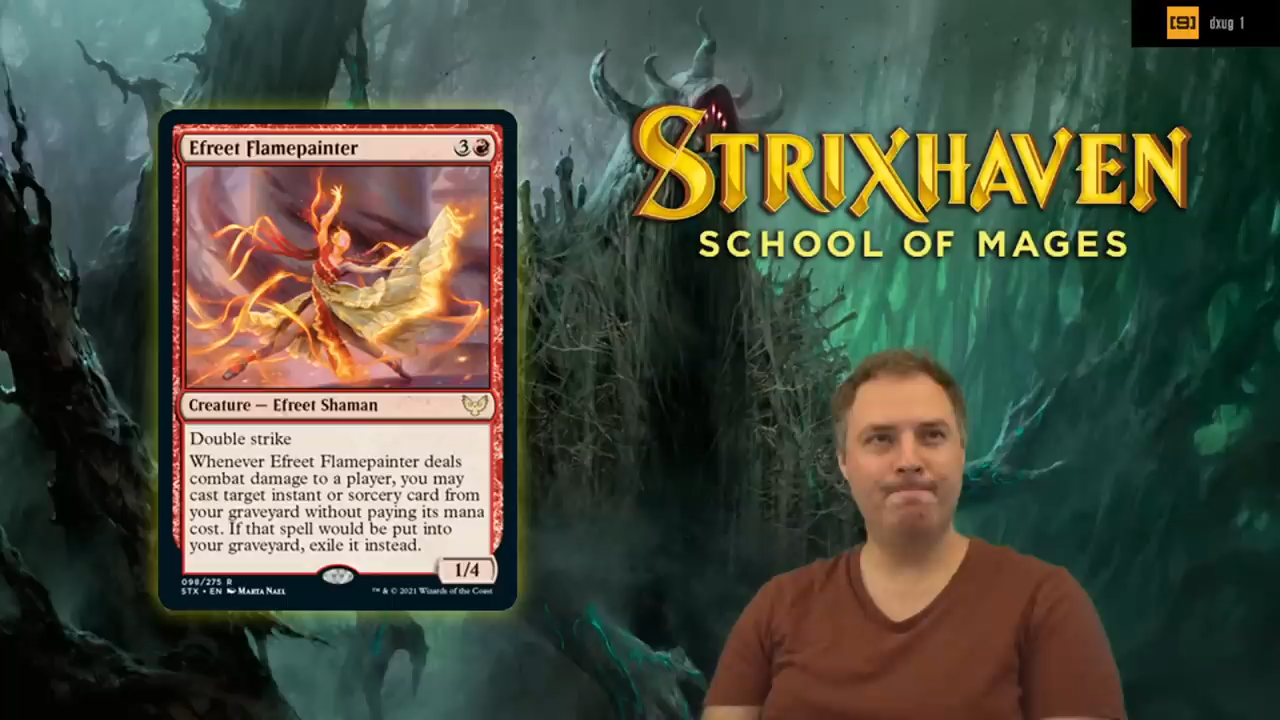 [S] dxug 1
Efreet Flamepainter 3
STRIXHAVEN
SCHOOL OF MAGES
Creature — Efreet Shaman
Double strike
Whenever Efreet Flamepainter deals
combat damage to a player, you may
cast target instant or sorcery card from
your graveyard without paying its mana
cost. If that spell would be put into
your graveyard, exile it instead.
1/4
098/275 R
STX • EN MARTA NAEL
™ & © 2021 Wizards of the Coast